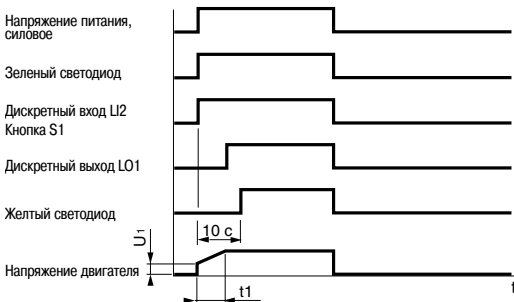 Напряжение питания,
силовое
Зеленый светодиод
Дискретный вход LI2
Кнопка S1
Дискретный выход LO1
Желтый светодиод
10 с
U1
Напряжение двигателя
t1
t